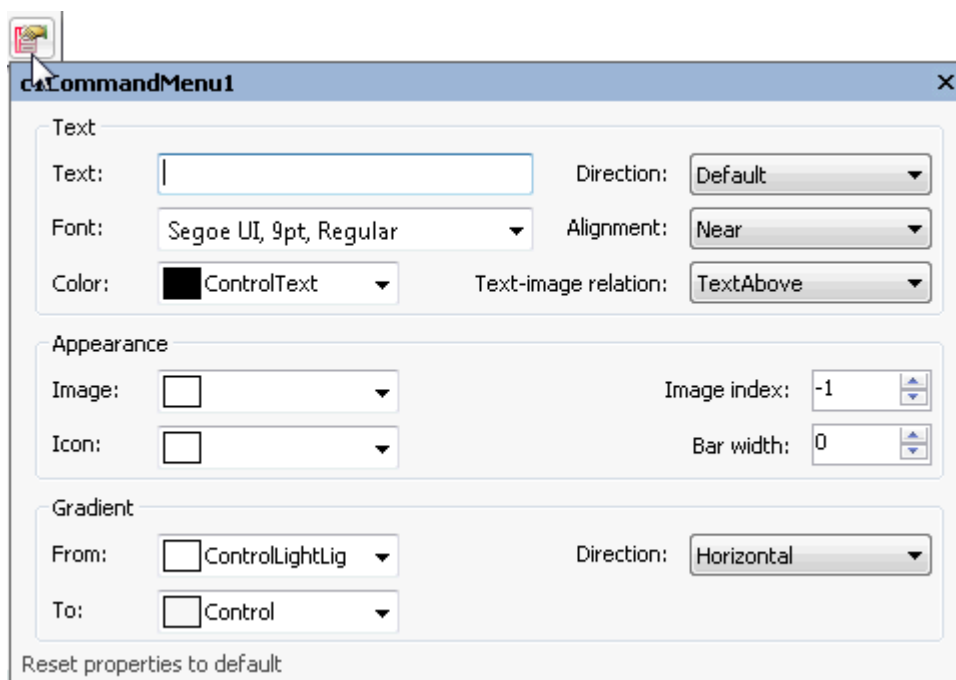 c1CommandMenu1
Text
Text: Direction: Default
Font: Segoe UI, 9pt, Regular Alignment: Near
Color: ControlText Text-image relation: TextAbove
Appearance
Image: Image index: -1
Icon: Bar width: 0
Gradient
From: ControlLightLig Direction: Horizontal
To: Control
Reset properties to default